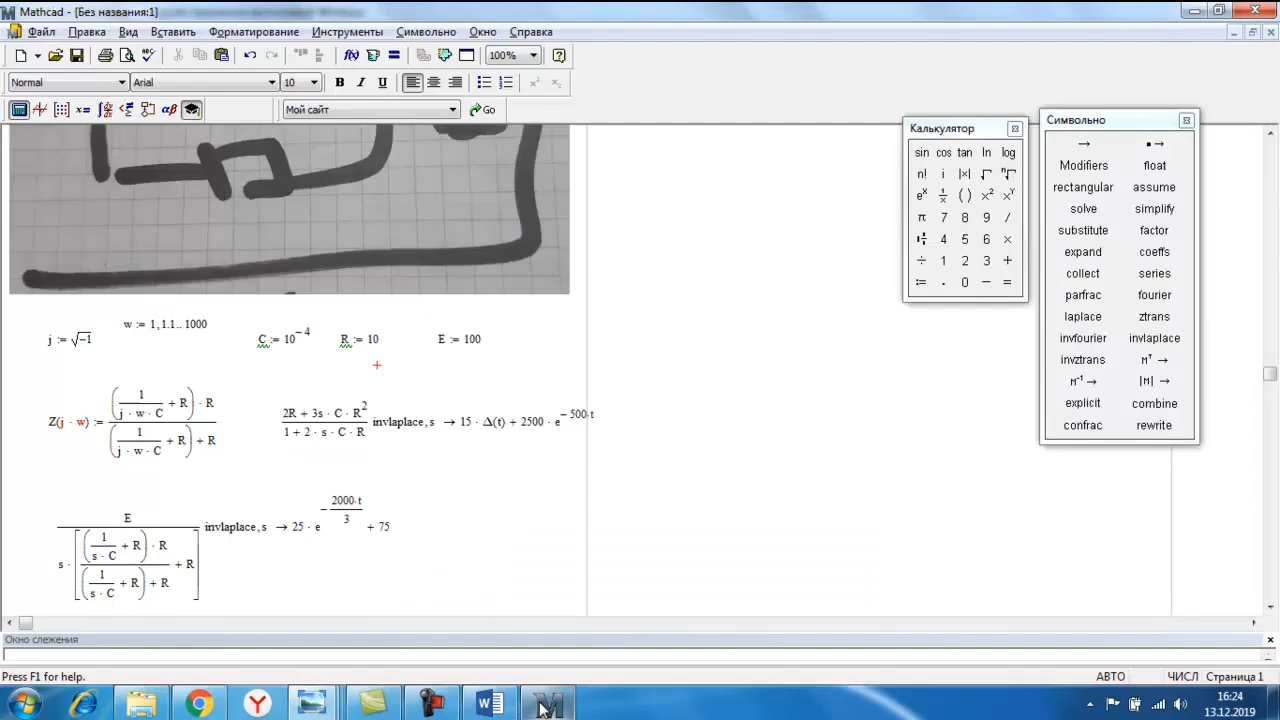 Mathcad - [Без названия:1]
Файл Правка Вид Вставить Форматирование Инструменты Символьно Окно Справка
100%
Normal Arial 10 B I U
Мой сайт Go
Калькулятор
sin cos tan ln log
n! i |×| √ ⁿ√
eˣ 1/x ( ) ×² ×ʸ
π 7 8 9 /
4 5 6 ×
÷ 1 2 3 +
:= . 0 − =
Символьно
→ ▪ →
Modifiers float
rectangular assume
solve simplify
substitute factor
expand coeffs
collect series
parfrac fourier
laplace ztrans
invfourier invlaplace
invztrans Mᵀ →
M⁻¹ → |M| →
explicit combine
confrac rewrite
j := √−1 w := 1, 1.1.. 1000 C := 10^−4 R := 10 E := 100
Z(j · w) := ((1/(j · w · C) + R) · R)/((1/(j · w · C) + R) + R)
(2R + 3s · C · R^2)/(1 + 2 · s · C · R) invlaplace, s → 15 · Δ(t) + 2500 · e^(−500·t)
E/(s · [((1/(s · C) + R) · R)/((1/(s · C) + R) + R) + R]) invlaplace, s → 25 · e^(−2000·t/3) + 75
Окно слежения
Press F1 for help. АВТО ЧИСЛ Страница 1
16:24
13.12.2019